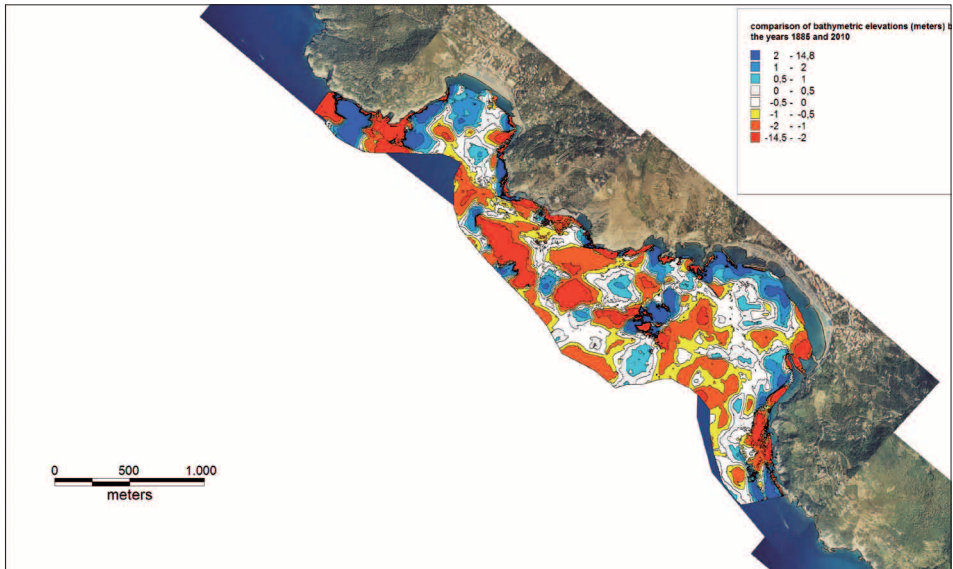 comparison of bathymetric elevations (meters) b
the years 1885 and 2010
2 - 14,8
1 - 2
0,5 - 1
0 - 0,5
-0.5 - 0
-1 - -0,5
-2 - -1
-14,5 - -2
0 500 1.000
meters